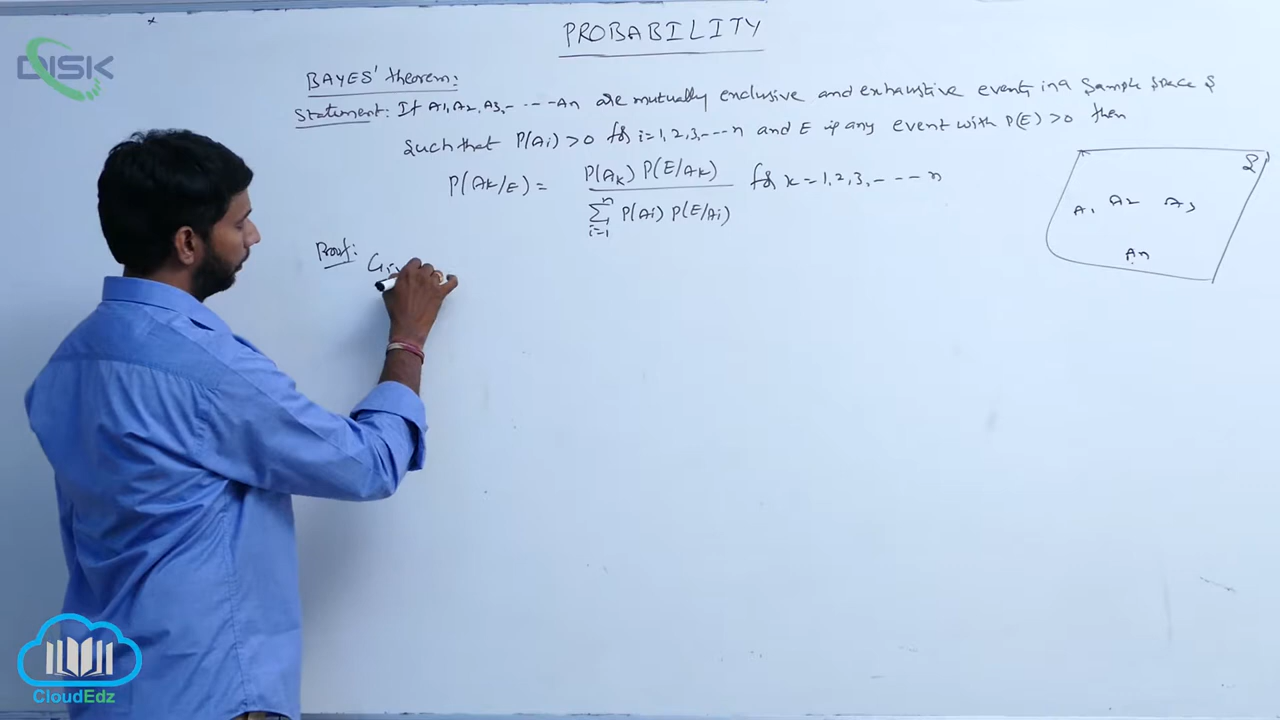 PROBABILITY
DISK
BAYES' theorem:
Statement: If A1, A2, A3, - - - - An are mutually exclusive and exhaustive events in a Sample space S
Such that P(Ai) > 0 for i = 1, 2, 3, - - - n and E is any event with P(E) > 0 then
P(AK/E) = P(AK) P(E/AK) / n Σ i=1 P(Ai) P(E/Ai) for K = 1, 2, 3, - - - - n
S
A1 A2 A3
An
Proof:
CloudEdz